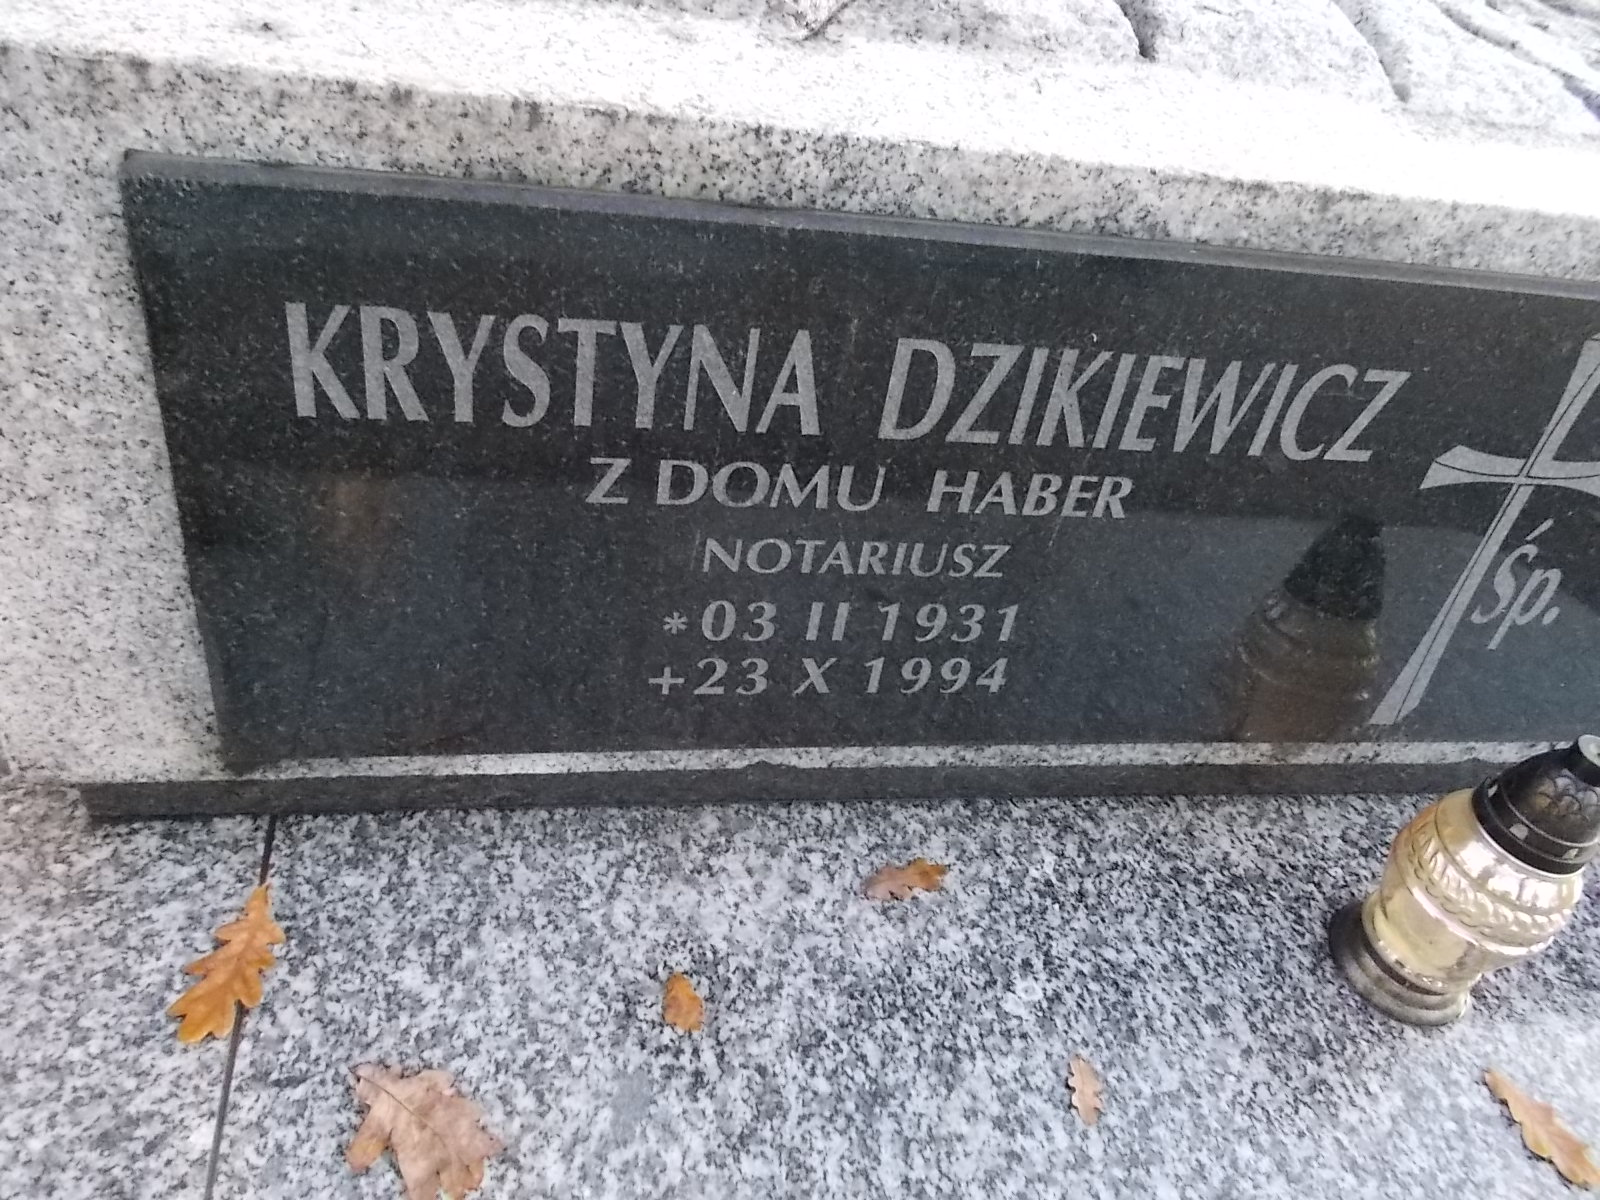 KRYSTYNA DZIKIEWICZ
Z DOMU HABER
NOTARIUSZ
*03 II 1931
+23 X 1994
Śp.